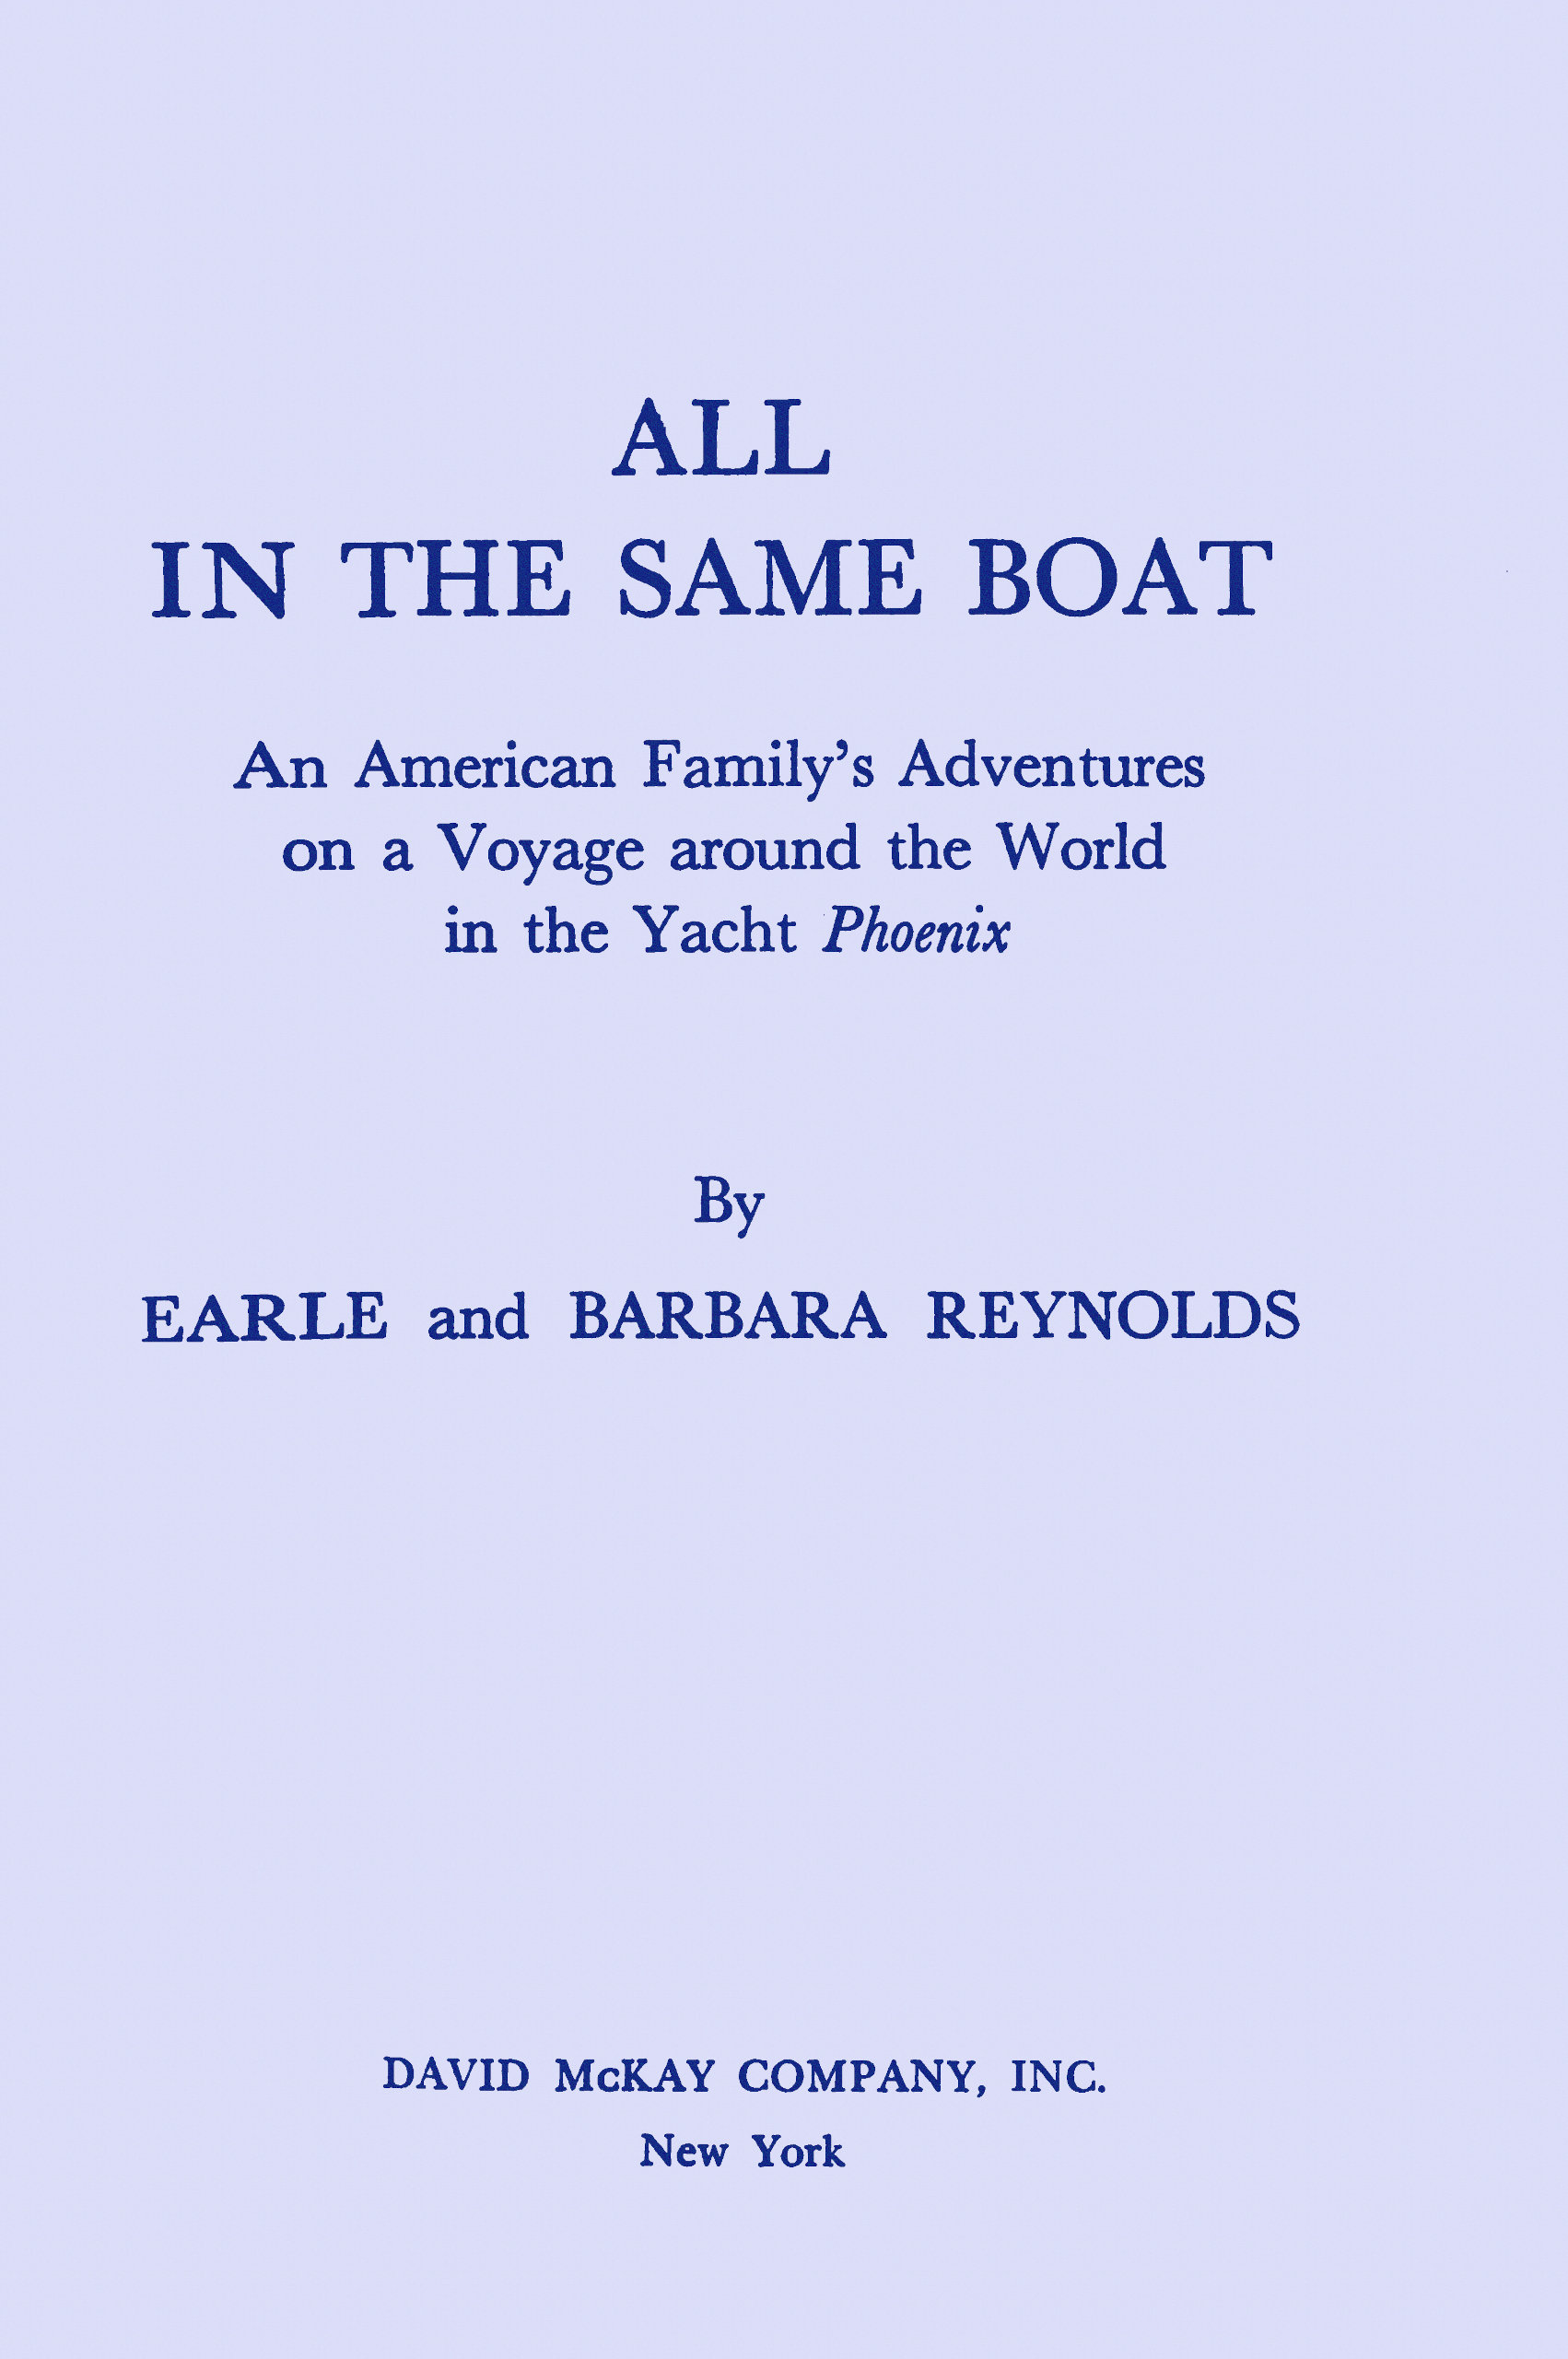 ALL
IN THE SAME BOAT
An American Family's Adventures
on a Voyage around the World
in the Yacht Phoenix
By
EARLE and BARBARA REYNOLDS
DAVID McKAY COMPANY, INC.
New York